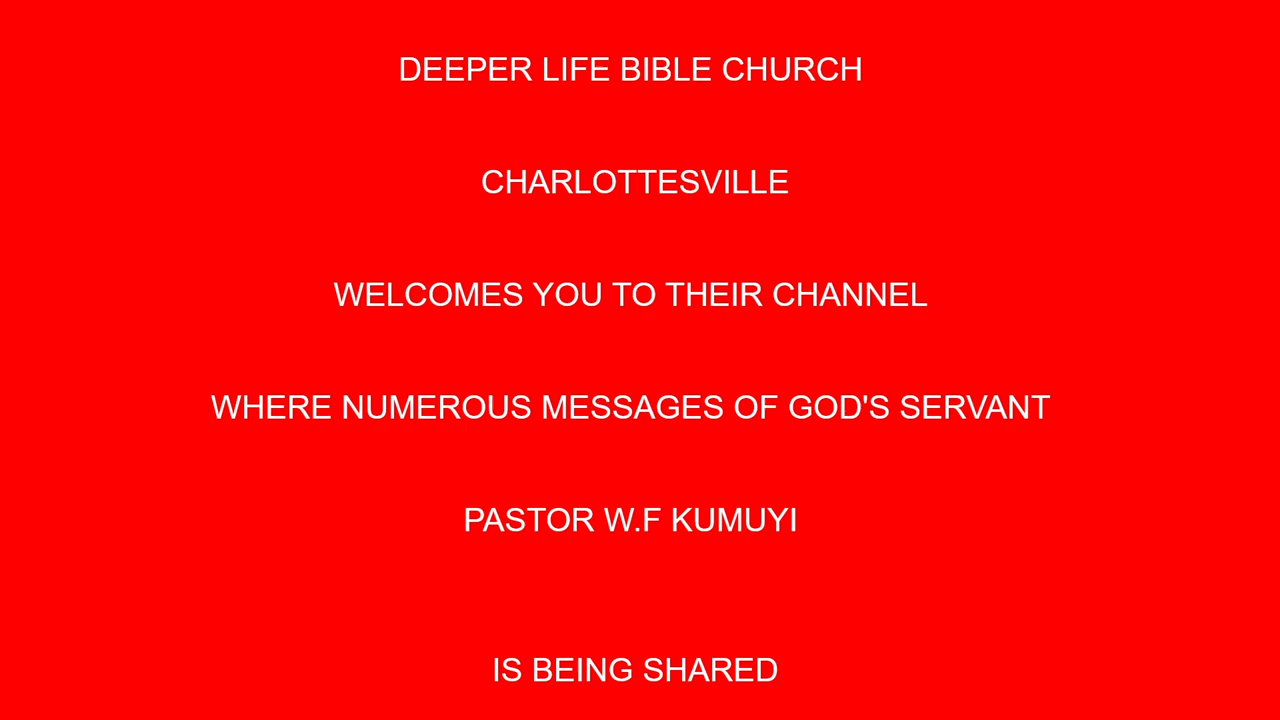 DEEPER LIFE BIBLE CHURCH
CHARLOTTESVILLE
WELCOMES YOU TO THEIR CHANNEL
WHERE NUMEROUS MESSAGES OF GOD'S SERVANT
PASTOR W.F KUMUYI
IS BEING SHARED